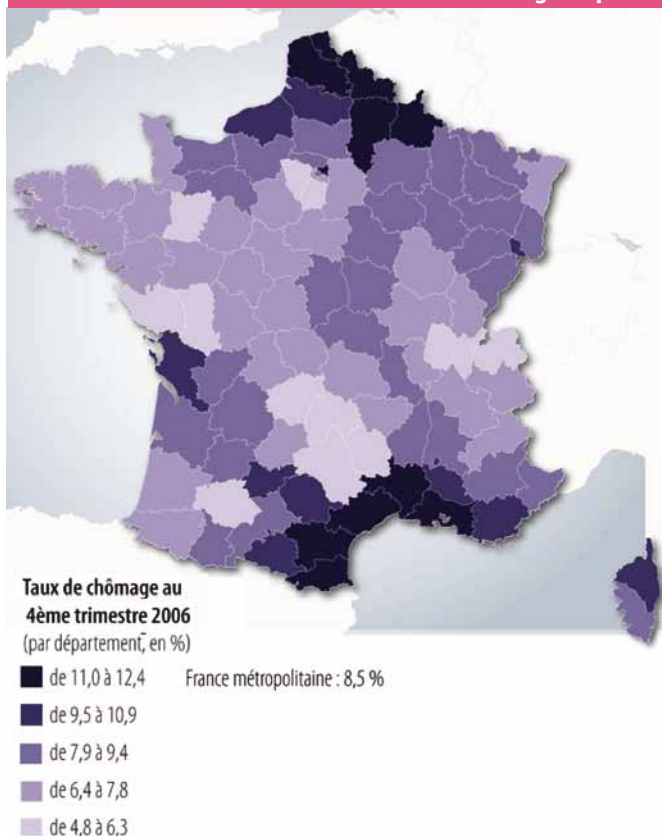 Taux de chômage au
4ème trimestre 2006
(par département, en %)
de 11,0 à 12,4
France métropolitaine : 8,5 %
de 9,5 à 10,9
de 7,9 à 9,4
de 6,4 à 7,8
de 4,8 à 6,3